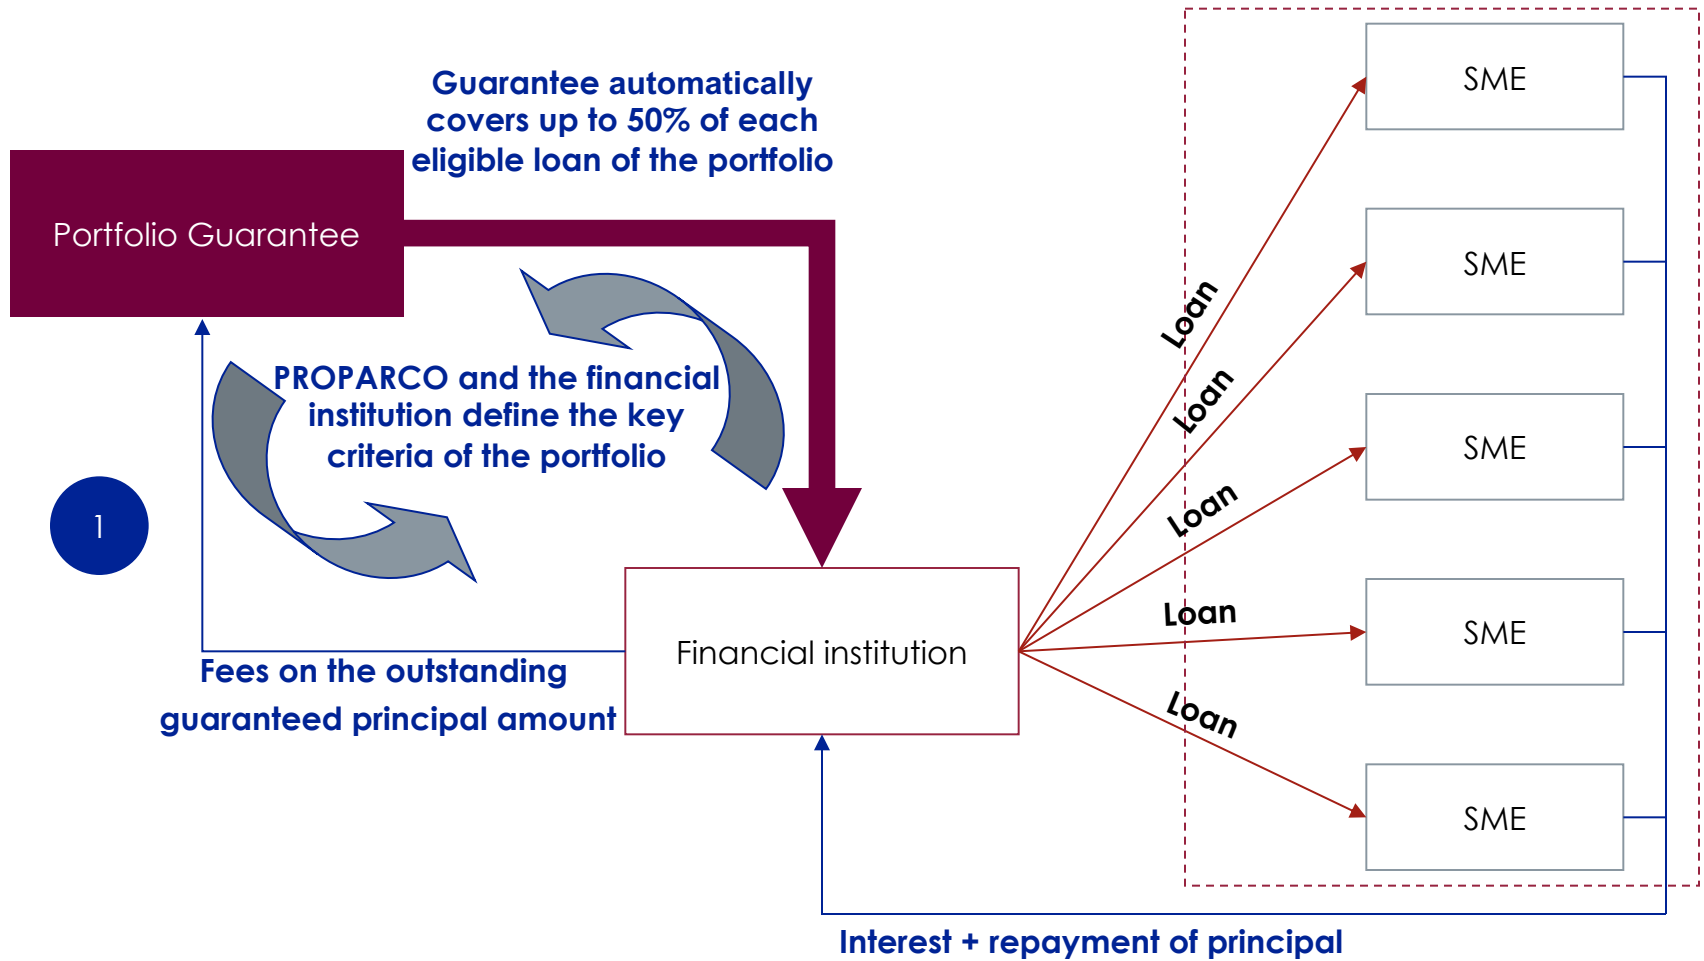 Guarantee automatically
covers up to 50% of each
eligible loan of the portfolio
Portfolio Guarantee
PROPARCO and the financial
institution define the key
criteria of the portfolio
1
Financial institution
Fees on the outstanding
guaranteed principal amount
Loan
Loan
Loan
Loan
Loan
SME
SME
SME
SME
SME
Interest + repayment of principal